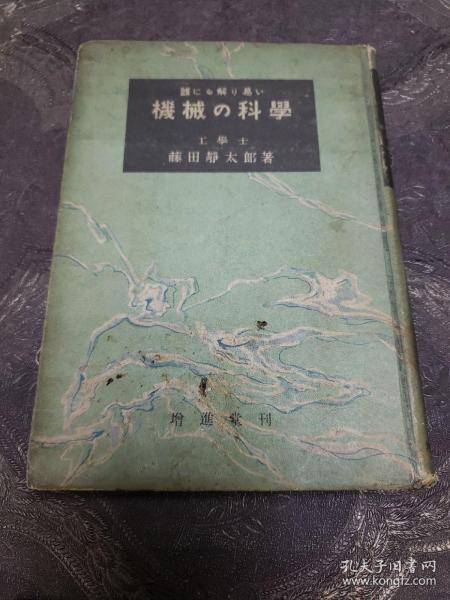 誰にも解り易い
機械の科學
工學士
藤田靜太郎著
增進堂刊
孔夫子旧书网
www.kongfz.com